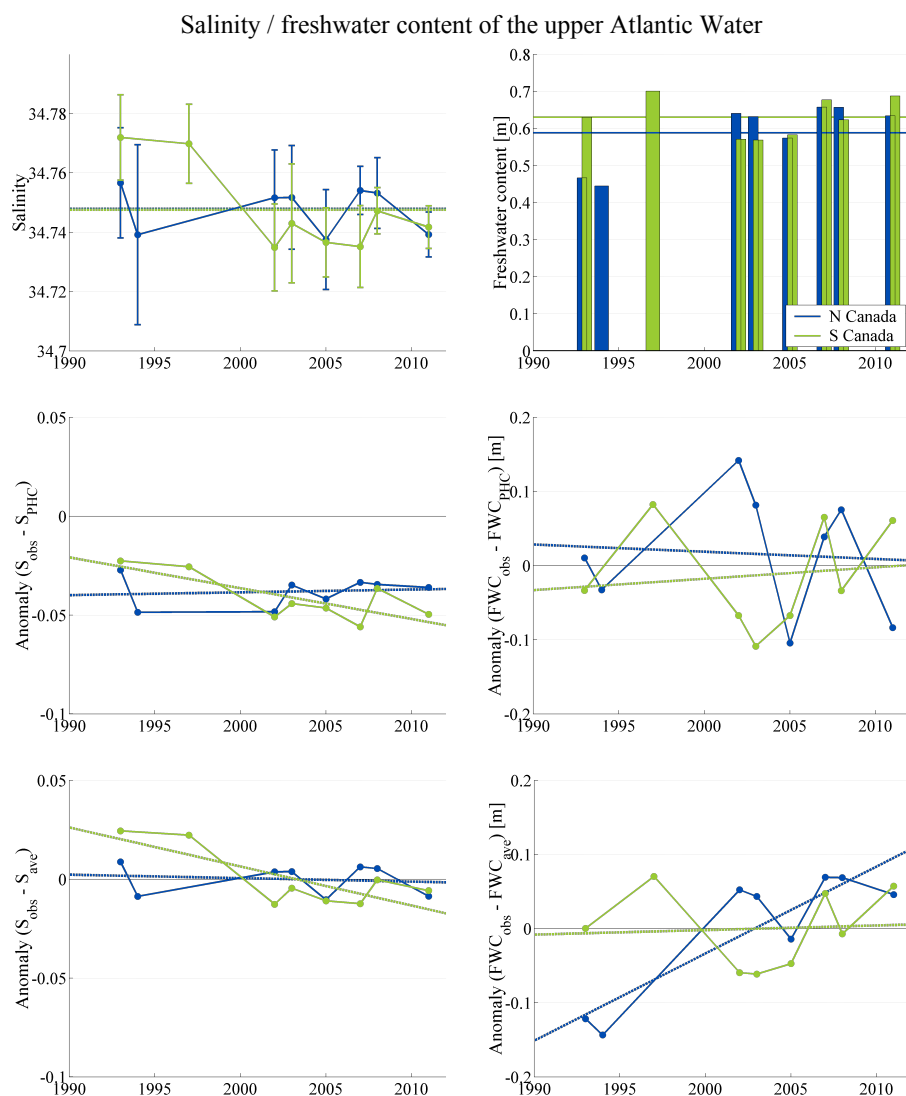 Salinity / freshwater content of the upper Atlantic Water
Salinity
34.78
34.76
34.74
34.72
34.7
1990 1995 2000 2005 2010
Freshwater content [m]
0.8
0.7
0.6
0.5
0.4
0.3
0.2
0.1
0
N Canada
S Canada
1990 1995 2000 2005 2010
Anomaly (S_obs - S_PHC)
0.05
0
-0.05
-0.1
1990 1995 2000 2005 2010
Anomaly (FWC_obs - FWC_PHC) [m]
0.2
0.1
0
-0.1
-0.2
1990 1995 2000 2005 2010
Anomaly (S_obs - S_ave)
0.05
0
-0.05
-0.1
1990 1995 2000 2005 2010
Anomaly (FWC_obs - FWC_ave) [m]
0.2
0.1
0
-0.1
-0.2
1990 1995 2000 2005 2010